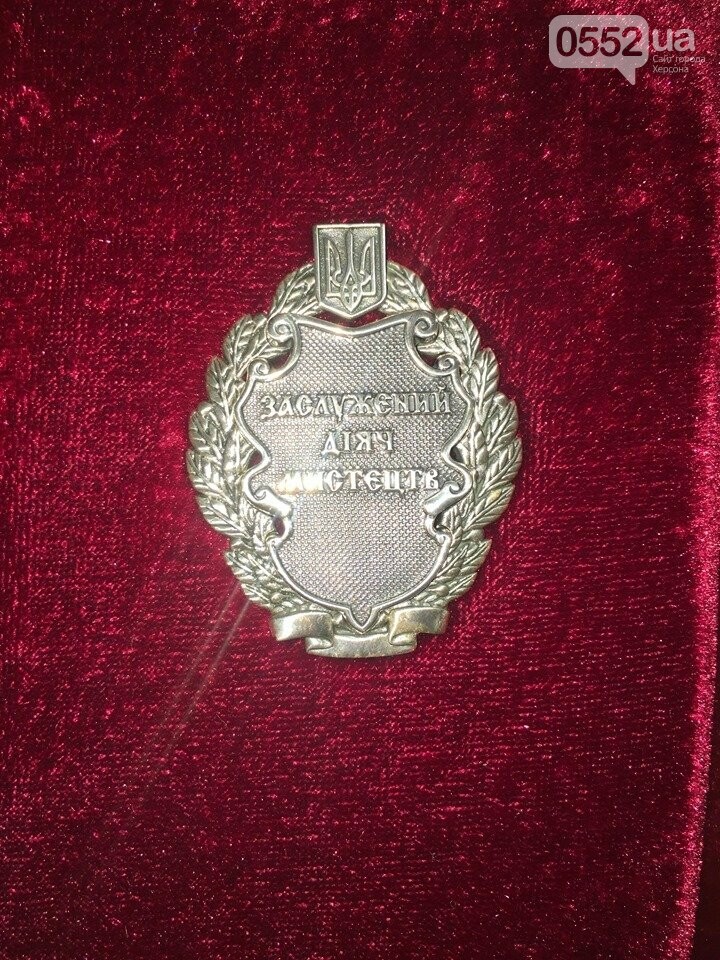 0552.ua
Сайт города
Херсона
ЗАСЛУЖЕНИЙ
ДІЯЧ
МИСТЕЦТВ